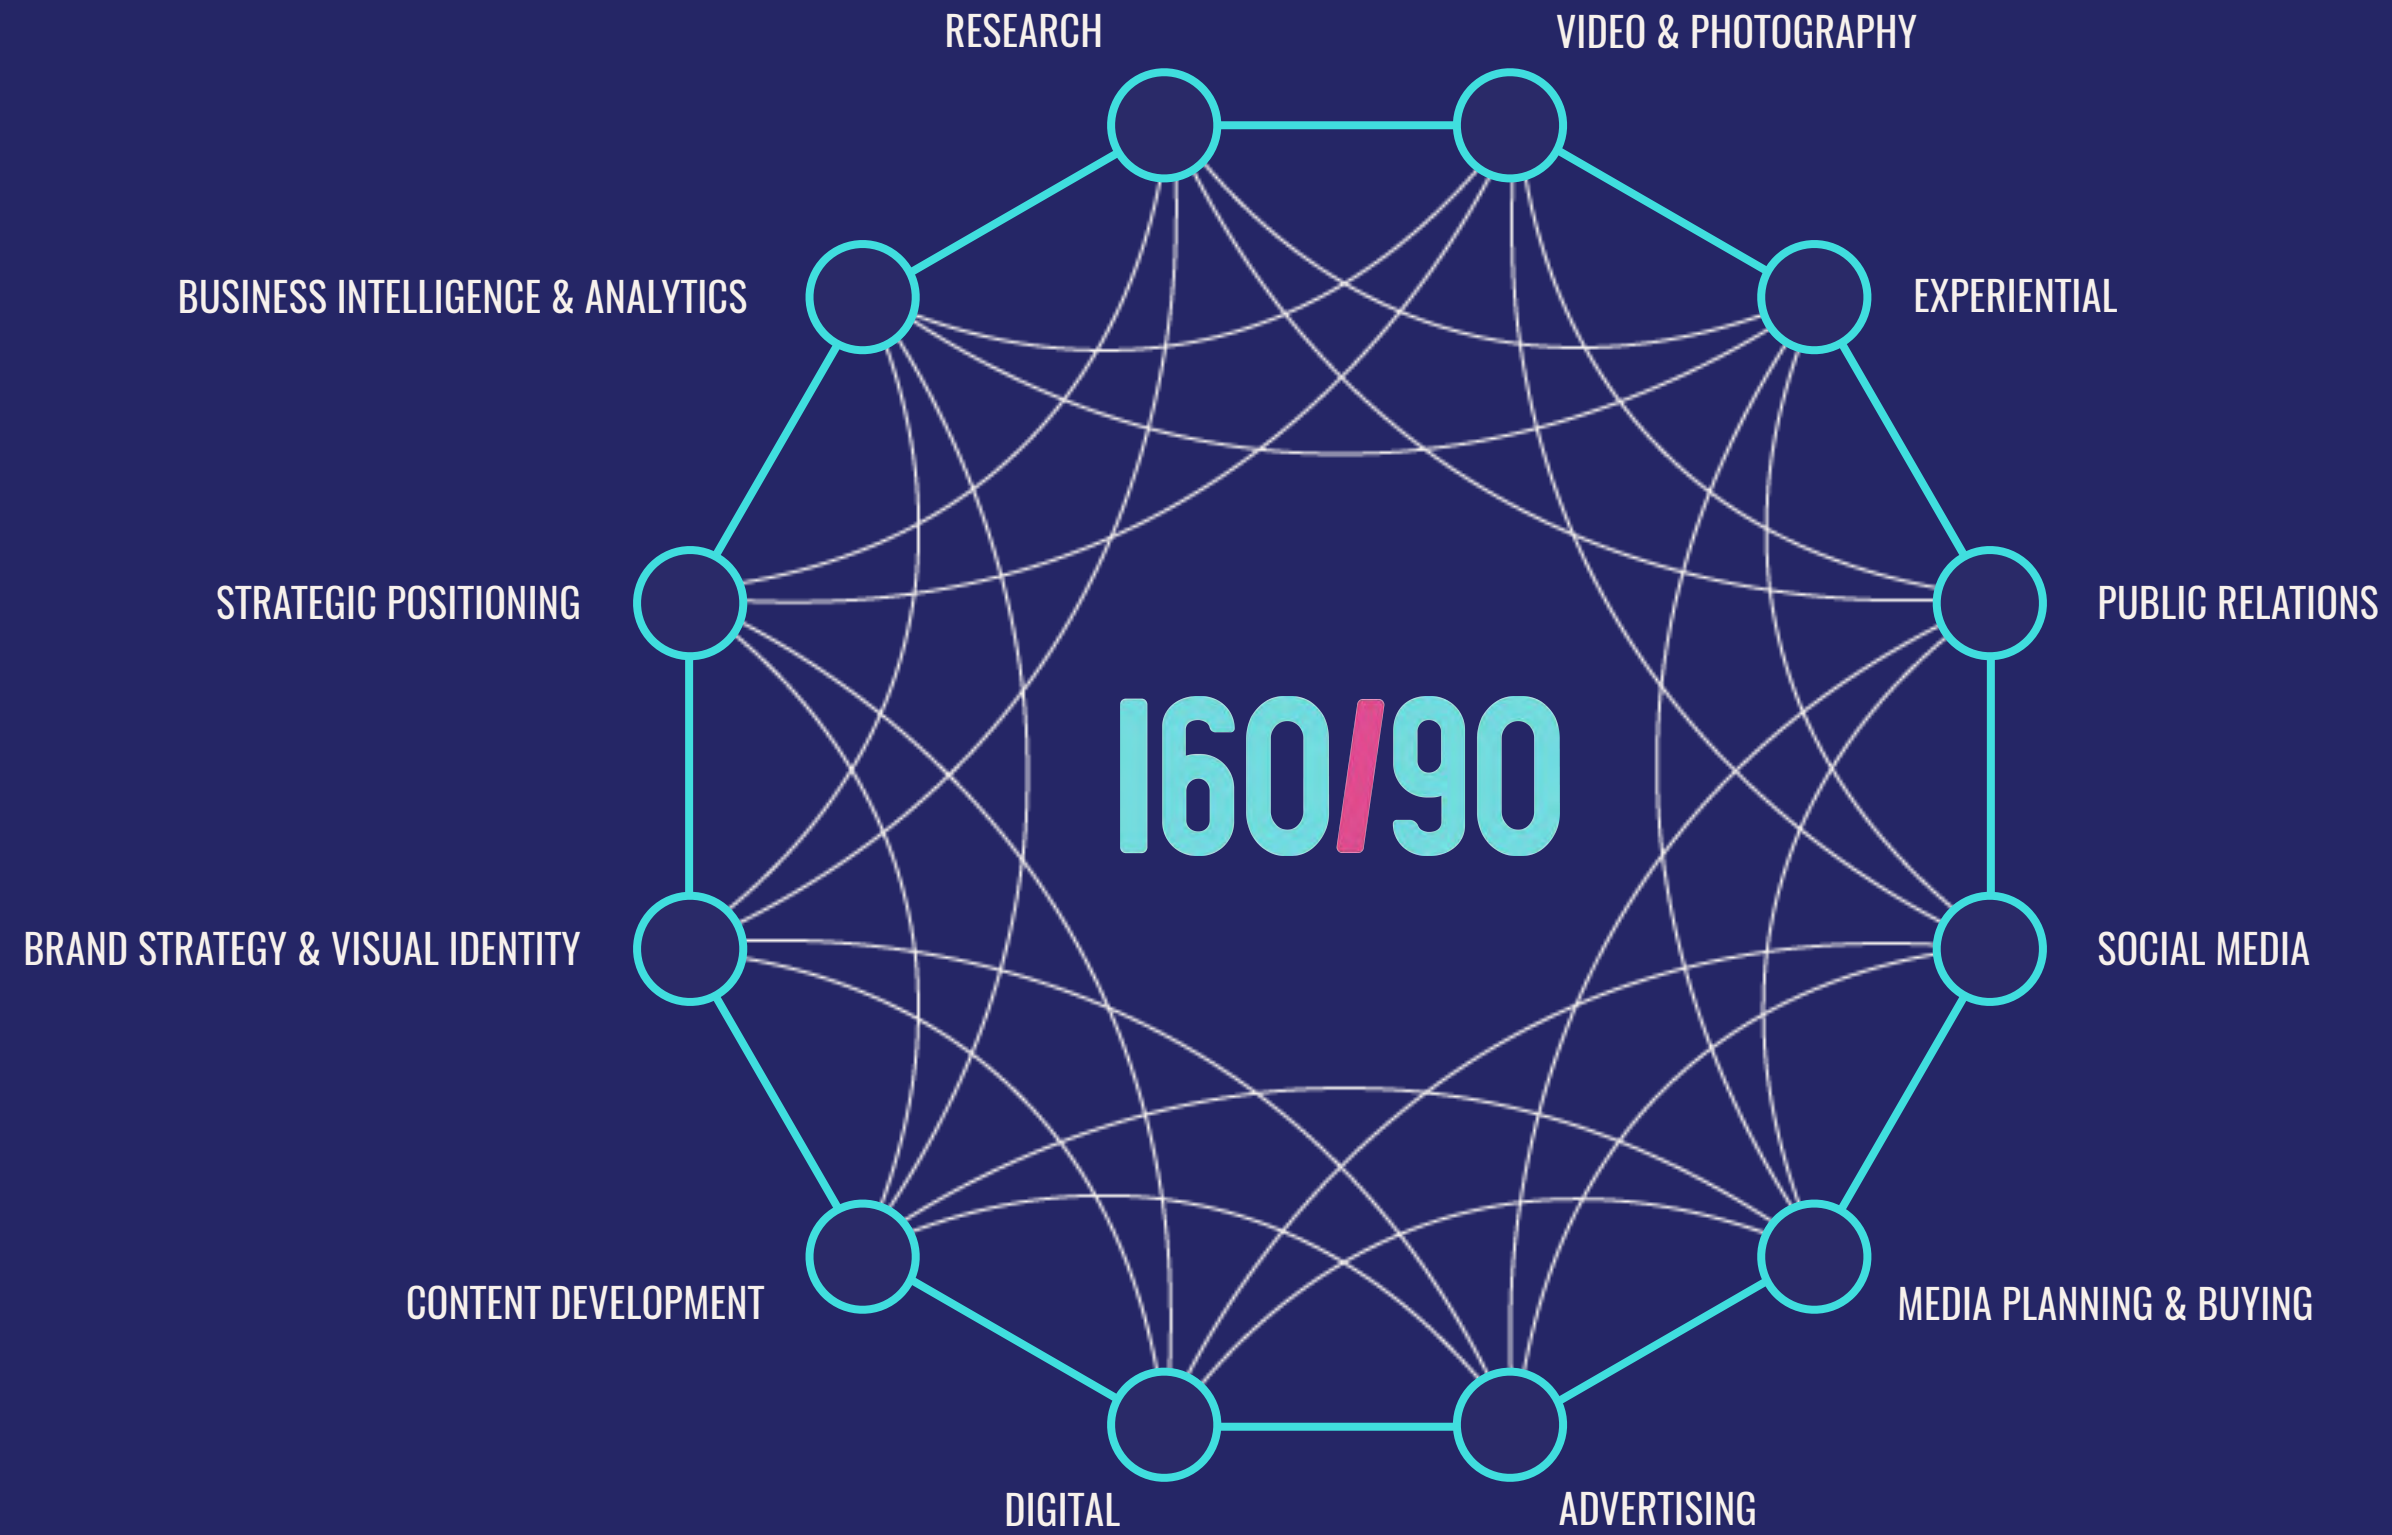 RESEARCH
VIDEO & PHOTOGRAPHY
BUSINESS INTELLIGENCE & ANALYTICS
EXPERIENTIAL
STRATEGIC POSITIONING
PUBLIC RELATIONS
160/90
BRAND STRATEGY & VISUAL IDENTITY
SOCIAL MEDIA
CONTENT DEVELOPMENT
MEDIA PLANNING & BUYING
DIGITAL
ADVERTISING